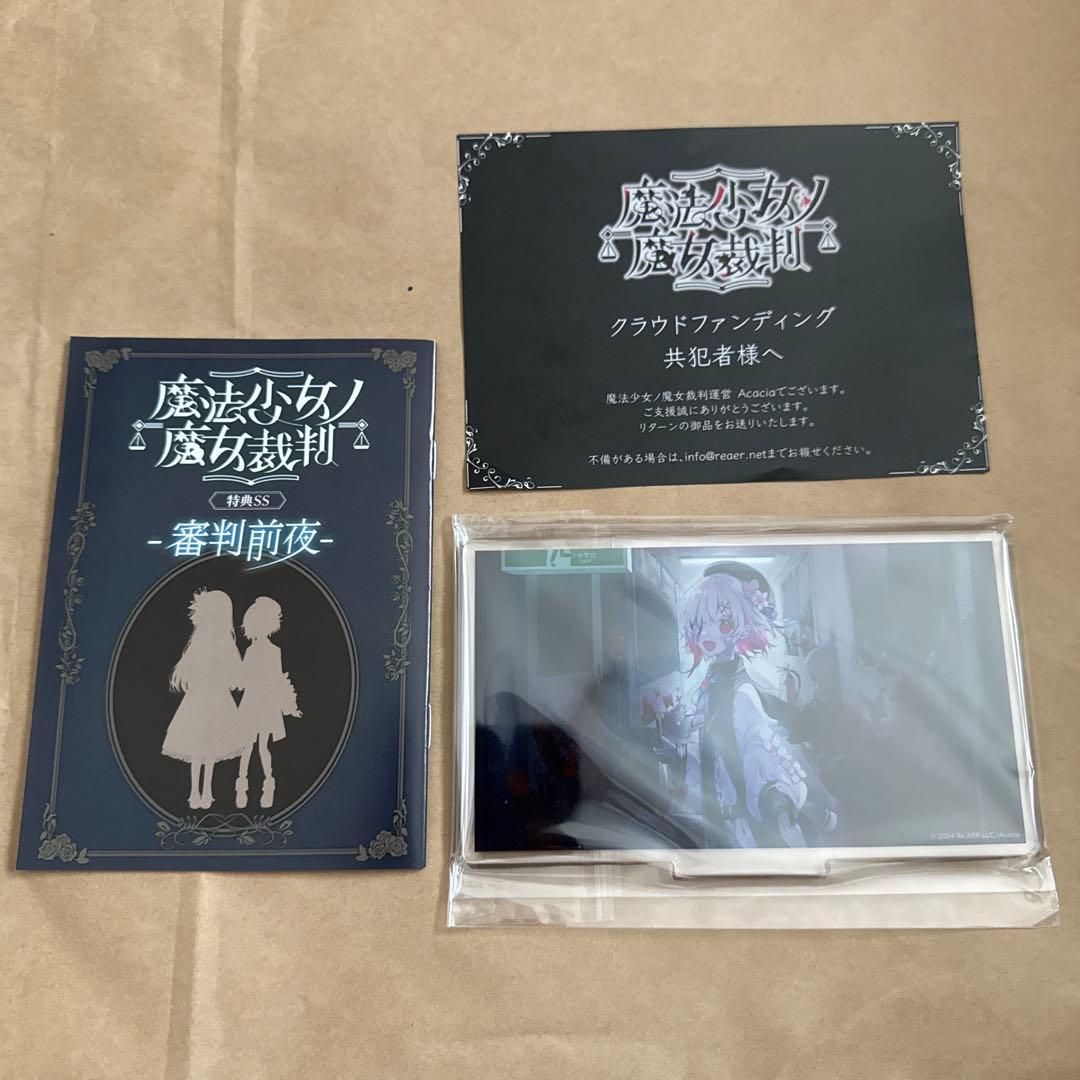 魔法少女ノ
魔女裁判
特典SS
-審判前夜-
魔法少女ノ
魔女裁判
クラウドファンディング
共犯者様へ
魔法少女ノ魔女裁判運営 Acaciaでございます。
ご支援誠にありがとうございます。
リターンの御品をお送りいたします。
不備がある場合は、info@reaer.netまでお報せください。
非常口
EXIT
© 2024 Re,AER LLC./Acacia